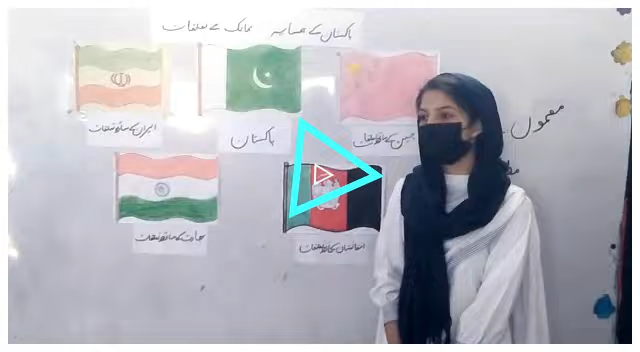 پاکستان کے ہمسایہ ممالک سے تعلقات
ایران کے ساتھ تعلقات
پاکستان
چین کے ساتھ تعلقات
معمول
بھارت کے ساتھ تعلقات
افغانستان کے ساتھ تعلقات